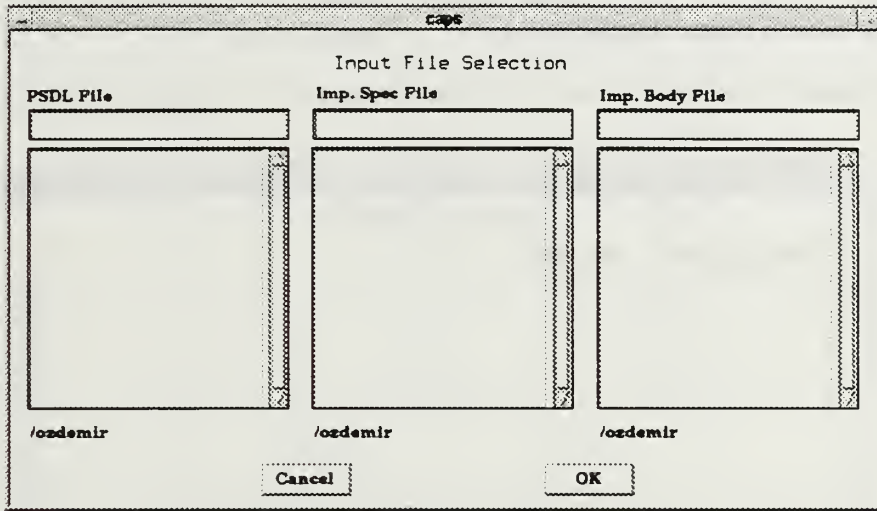 caps
Input File Selection
PSDL File
Imp. Spec File
Imp. Body File
/ozdemir
/ozdemir
/ozdemir
Cancel
OK